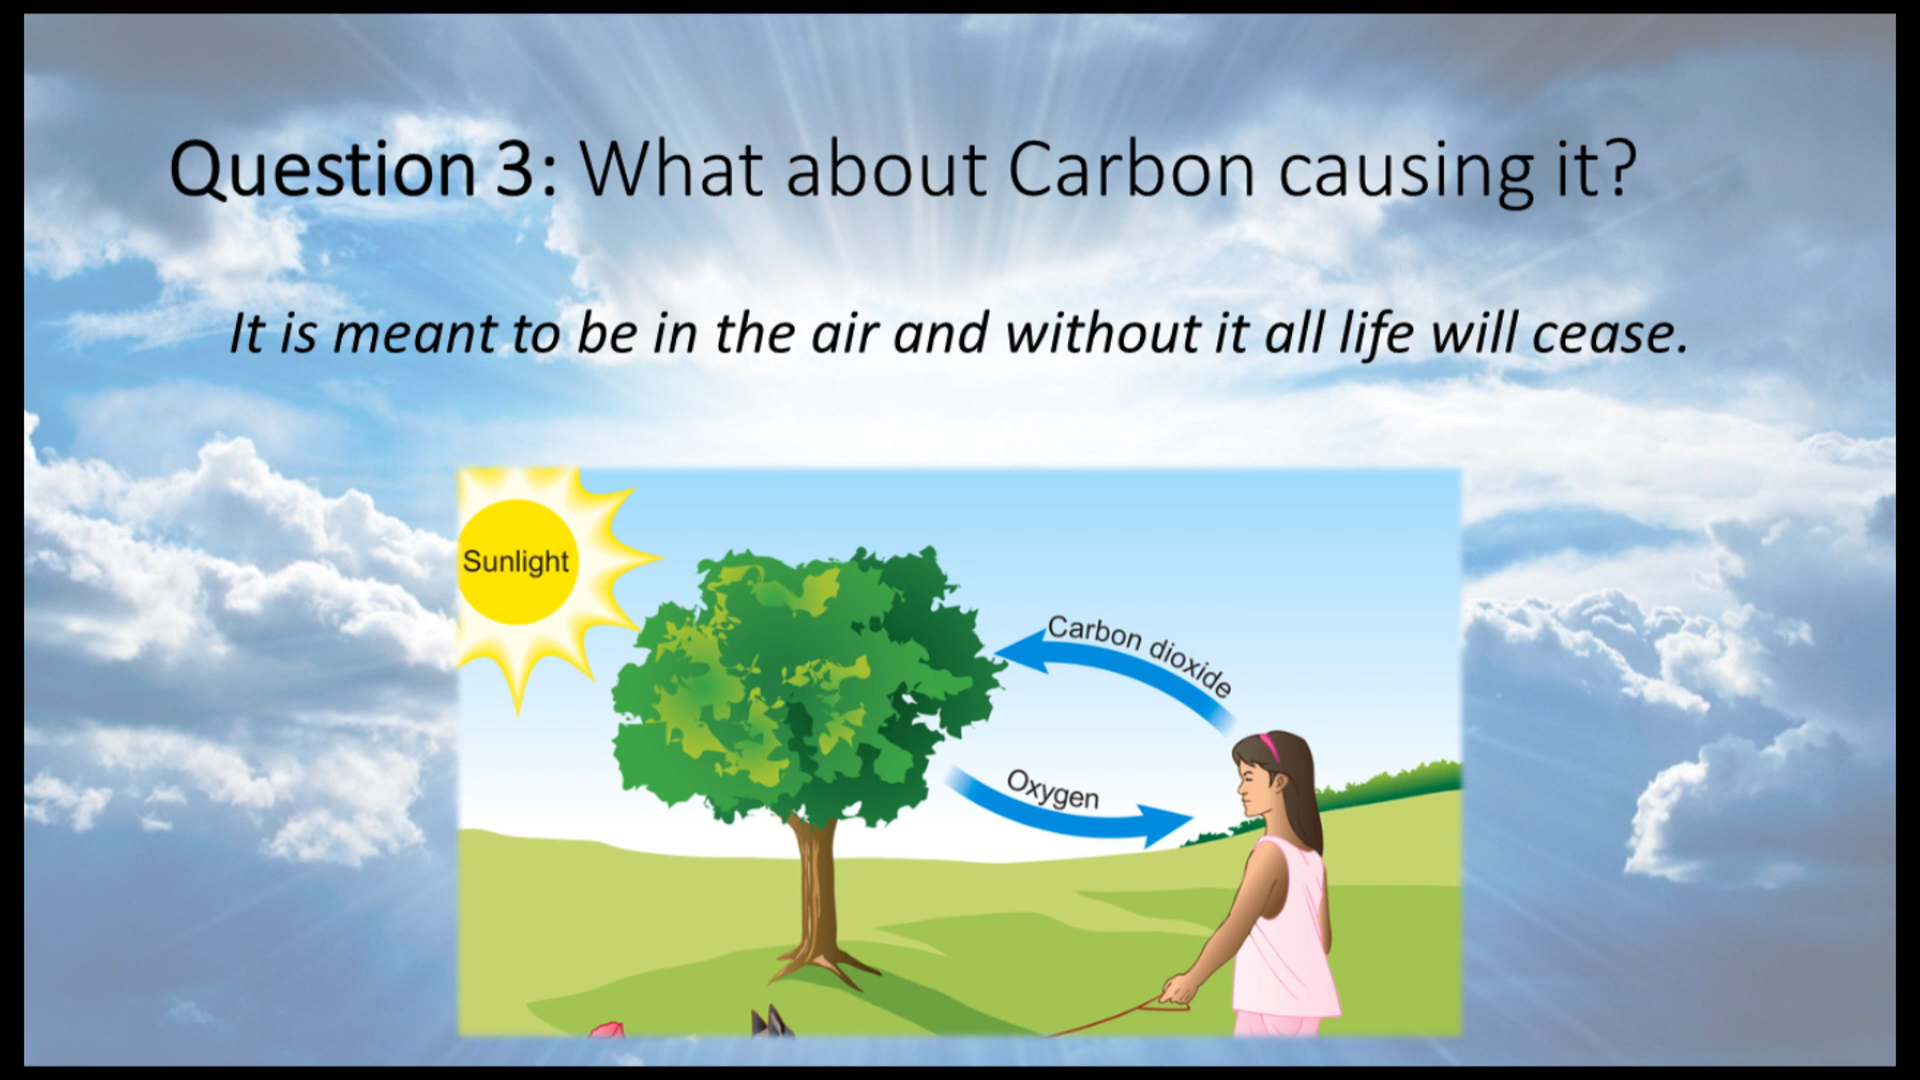 Question 3: What about Carbon causing it?
It is meant to be in the air and without it all life will cease.
Sunlight
Carbon dioxide
Oxygen